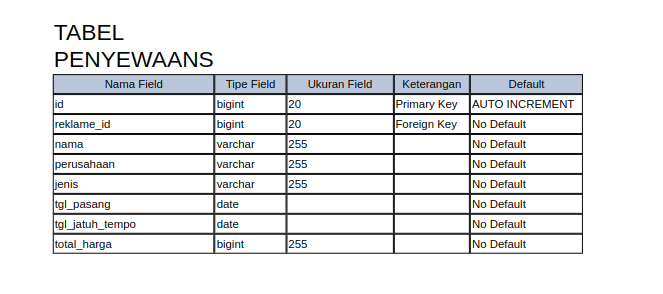 TABEL
PENYEWAANS
Nama Field Tipe Field Ukuran Field Keterangan Default
id bigint 20 Primary Key AUTO INCREMENT
reklame_id bigint 20 Foreign Key No Default
nama varchar 255 No Default
perusahaan varchar 255 No Default
jenis varchar 255 No Default
tgl_pasang date No Default
tgl_jatuh_tempo date No Default
total_harga bigint 255 No Default